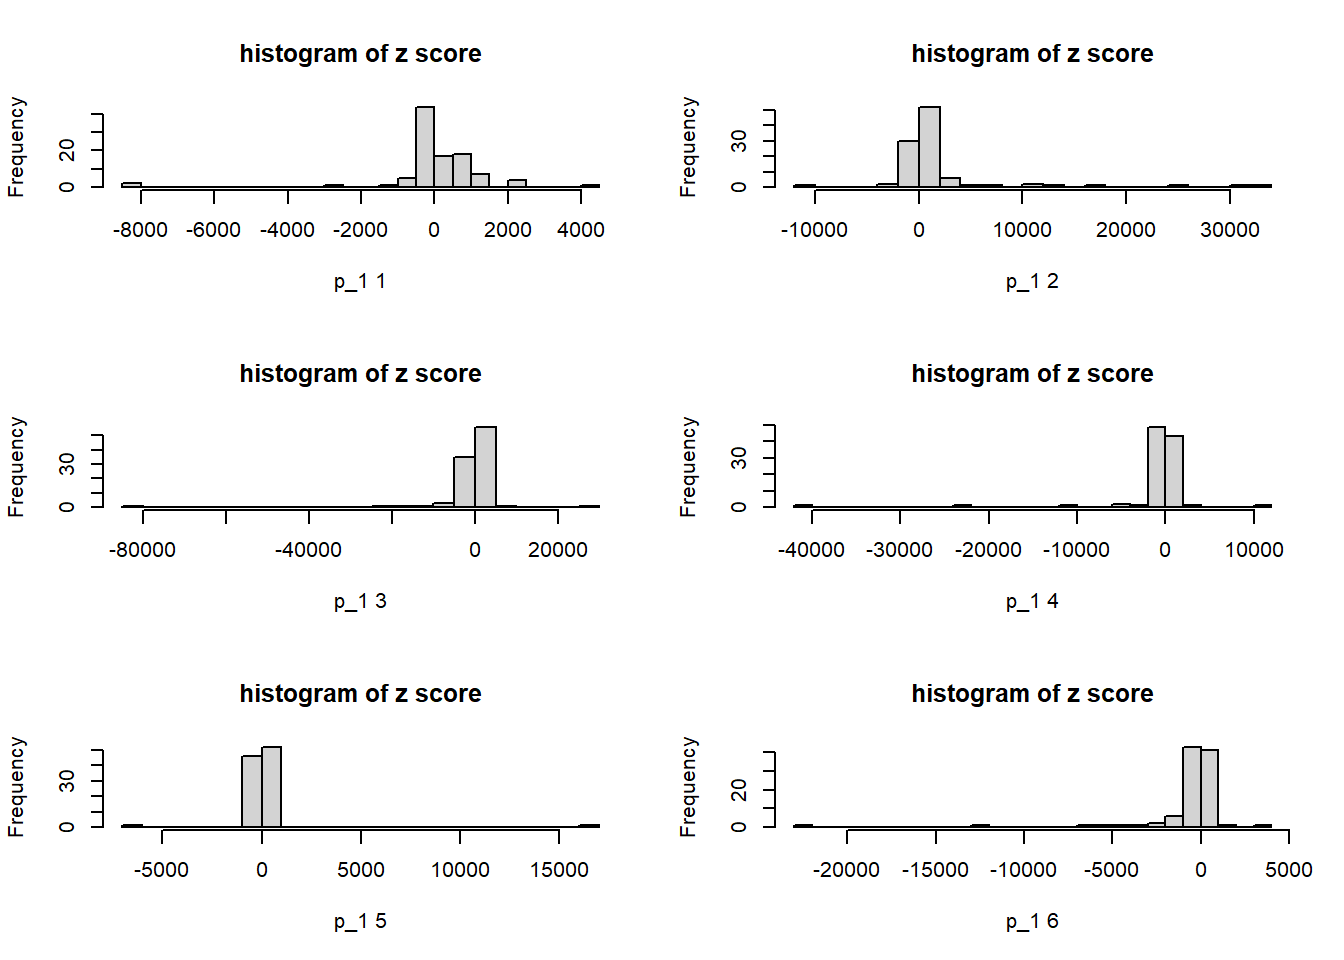 histogram of z score
Frequency
0 20
-8000 -6000 -4000 -2000 0 2000 4000
p_1 1
histogram of z score
Frequency
0 30
-10000 0 10000 20000 30000
p_1 2
histogram of z score
Frequency
0 30
-80000 -40000 0 20000
p_1 3
histogram of z score
Frequency
0 30
-40000 -30000 -20000 -10000 0 10000
p_1 4
histogram of z score
Frequency
0 30
-5000 0 5000 10000 15000
p_1 5
histogram of z score
Frequency
0 20
-20000 -15000 -10000 -5000 0 5000
p_1 6